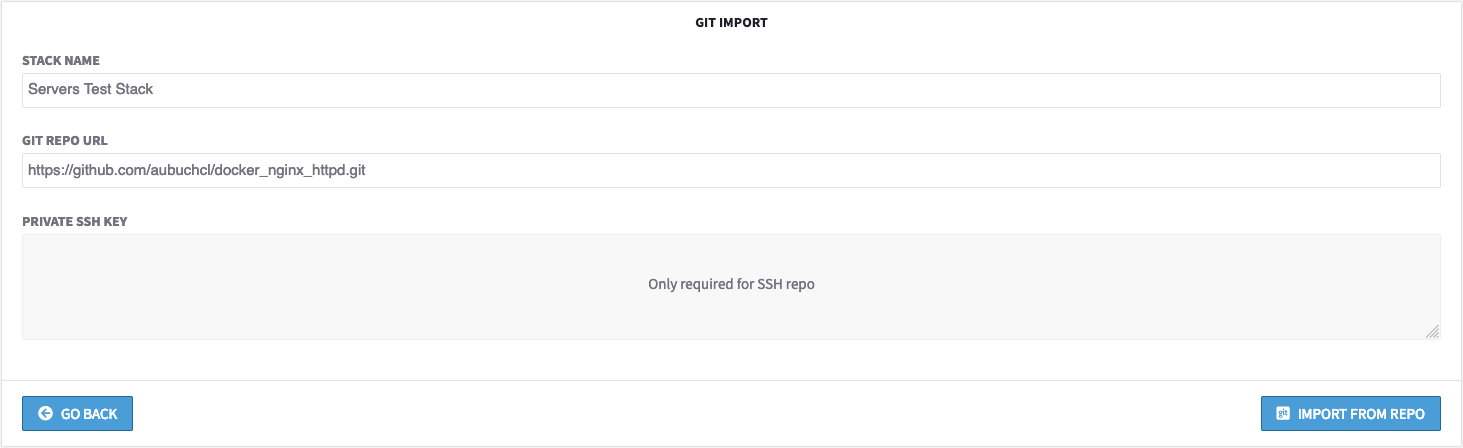 GIT IMPORT
STACK NAME
Servers Test Stack
GIT REPO URL
https://github.com/aubuchcl/docker_nginx_httpd.git
PRIVATE SSH KEY
Only required for SSH repo
GO BACK
git IMPORT FROM REPO